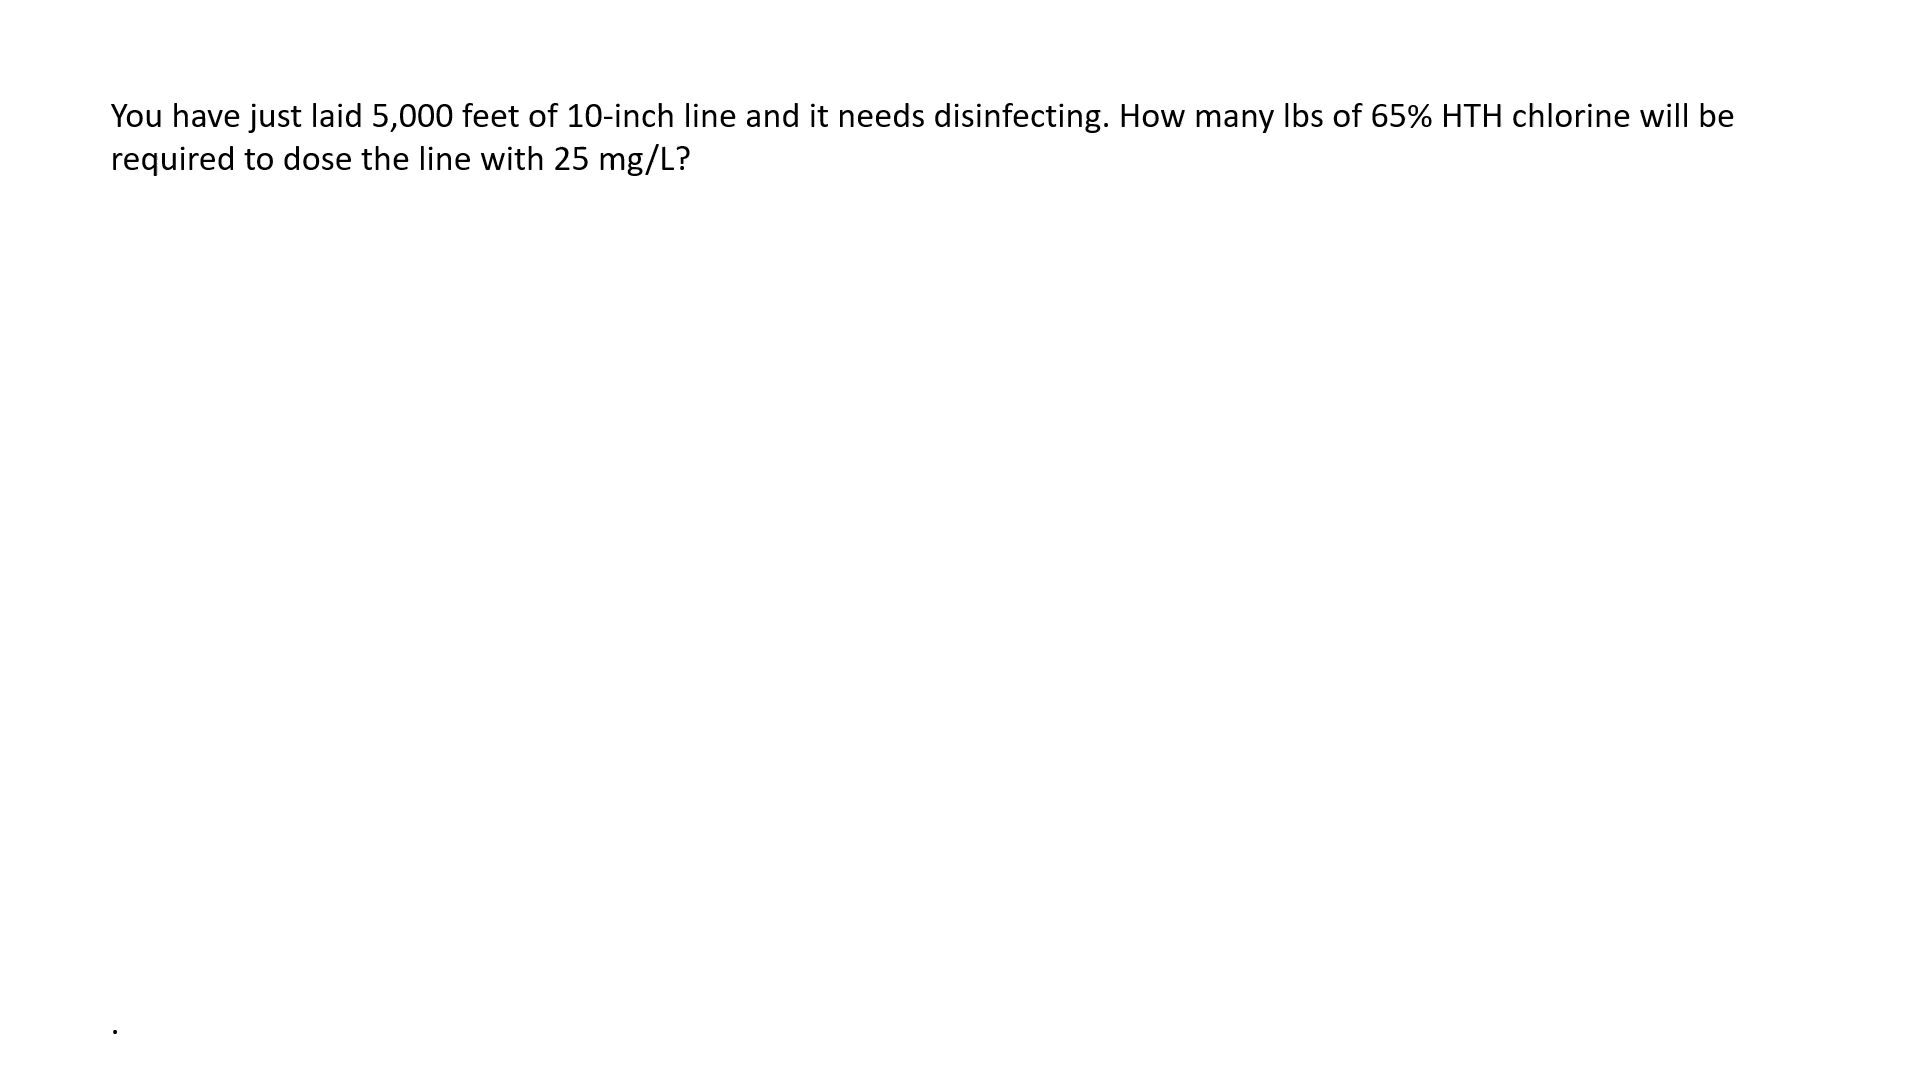 You have just laid 5,000 feet of 10-inch line and it needs disinfecting. How many lbs of 65% HTH chlorine will be
required to dose the line with 25 mg/L?
.